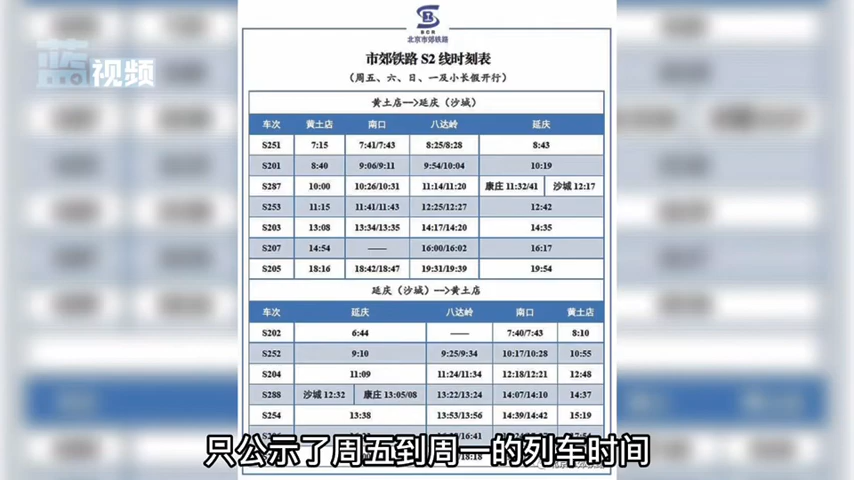 蓝视频
BCR
北京市郊铁路
市郊铁路 S2 线时刻表
（周五、六、日、一及小长假开行）
黄土店-->延庆（沙城）
车次 黄土店 南口 八达岭 延庆
S251 7:15 7:41/7:43 8:25/8:28 8:43
S201 8:40 9:06/9:11 9:54/10:04 10:19
S287 10:00 10:26/10:31 11:14/11:20 康庄 11:32/41 沙城 12:17
S253 11:15 11:41/11:43 12:25/12:27 12:42
S203 13:08 13:34/13:35 14:17/14:20 14:35
S207 14:54 —— 16:00/16:02 16:17
S205 18:16 18:42/18:47 19:31/19:39 19:54
延庆（沙城）-->黄土店
车次 延庆 八达岭 南口 黄土店
S202 6:44 —— 7:40/7:43 8:10
S252 9:10 9:25/9:34 10:17/10:28 10:55
S204 11:09 11:24/11:34 12:18/12:21 12:48
S288 沙城 12:32 康庄 13:05/08 13:22/13:24 14:07/14:10 14:37
S254 13:38 13:53/13:56 14:39/14:42 15:19
只公示了周五到周一的列车时间